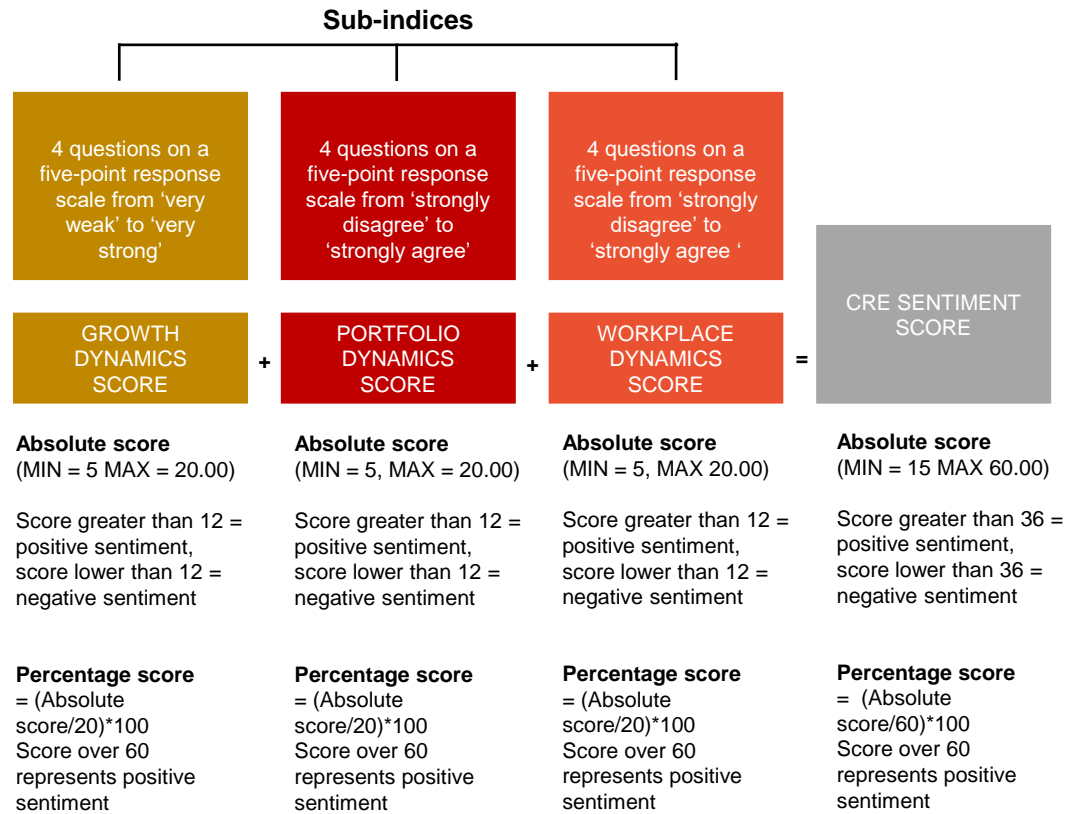 Sub-indices
4 questions on a
five-point response
scale from ‘very
weak’ to ‘very
strong’
4 questions on a
five-point response
scale from ‘strongly
disagree’ to
‘strongly agree’
4 questions on a
five-point response
scale from ‘strongly
disagree’ to
‘strongly agree ‘
CRE SENTIMENT
SCORE
GROWTH
DYNAMICS
SCORE
+
PORTFOLIO
DYNAMICS
SCORE
+
WORKPLACE
DYNAMICS
SCORE
=
Absolute score
(MIN = 5 MAX = 20.00)
Score greater than 12 =
positive sentiment,
score lower than 12 =
negative sentiment
Percentage score
= (Absolute
score/20)*100
Score over 60
represents positive
sentiment
Absolute score
(MIN = 5, MAX = 20.00)
Score greater than 12 =
positive sentiment,
score lower than 12 =
negative sentiment
Percentage score
= (Absolute
score/20)*100
Score over 60
represents positive
sentiment
Absolute score
(MIN = 5, MAX 20.00)
Score greater than 12 =
positive sentiment,
score lower than 12 =
negative sentiment
Percentage score
= (Absolute
score/20)*100
Score over 60
represents positive
sentiment
Absolute score
(MIN = 15 MAX 60.00)
Score greater than 36 =
positive sentiment,
score lower than 36 =
negative sentiment
Percentage score
= (Absolute
score/60)*100
Score over 60
represents positive
sentiment